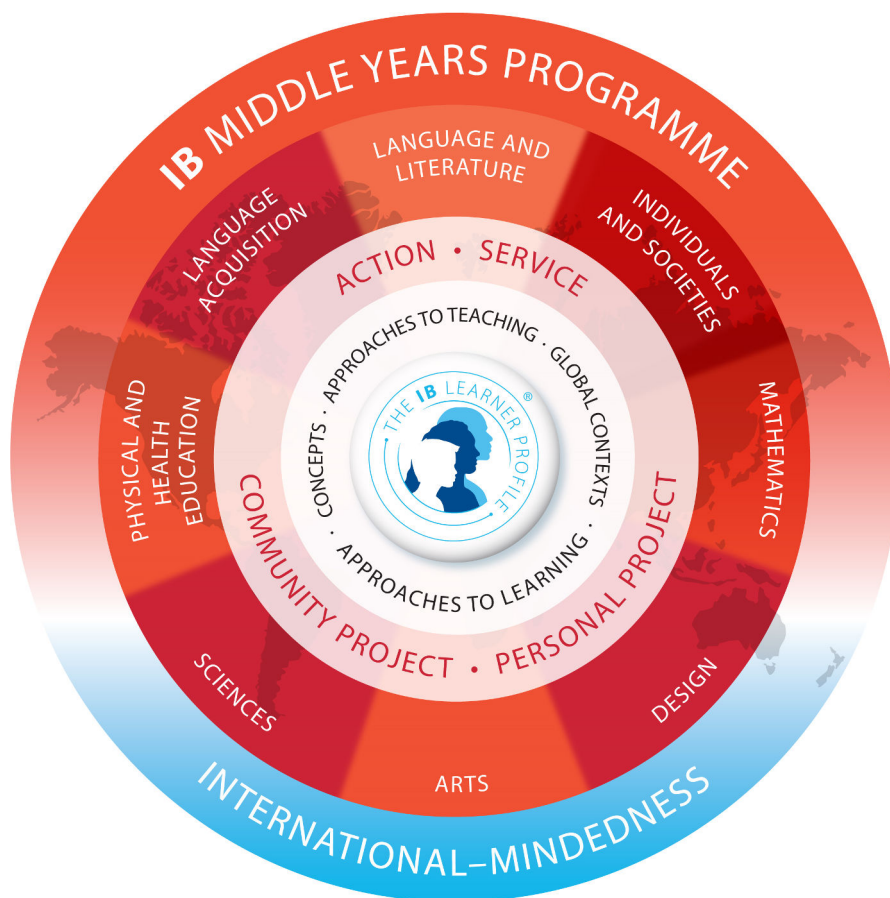 IB MIDDLE YEARS PROGRAMME
LANGUAGE AND
LITERATURE
INDIVIDUALS
AND SOCIETIES
MATHEMATICS
DESIGN
ARTS
SCIENCES
PHYSICAL AND
HEALTH
EDUCATION
LANGUAGE
ACQUISITION
ACTION • SERVICE
PERSONAL PROJECT •
COMMUNITY PROJECT
APPROACHES TO TEACHING ·
GLOBAL CONTEXTS ·
APPROACHES TO LEARNING ·
CONCEPTS ·
• THE IB LEARNER PROFILE •
®
INTERNATIONAL–MINDEDNESS